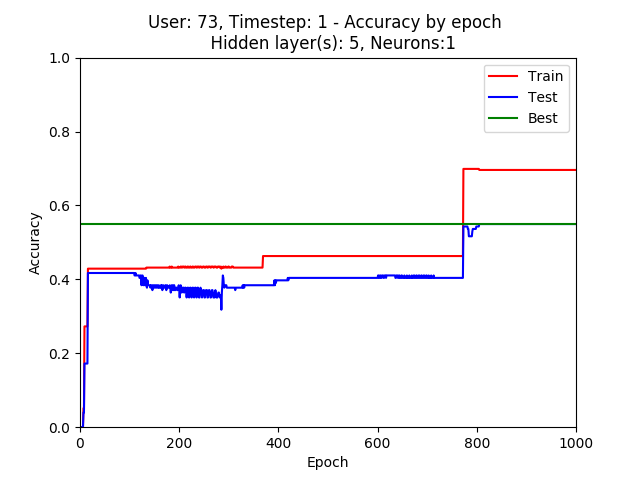 User: 73, Timestep: 1 - Accuracy by epoch
Hidden layer(s): 5, Neurons:1
1.0
0.8
0.6
0.4
0.2
0.0
Accuracy
Train
Test
Best
0 200 400 600 800 1000
Epoch